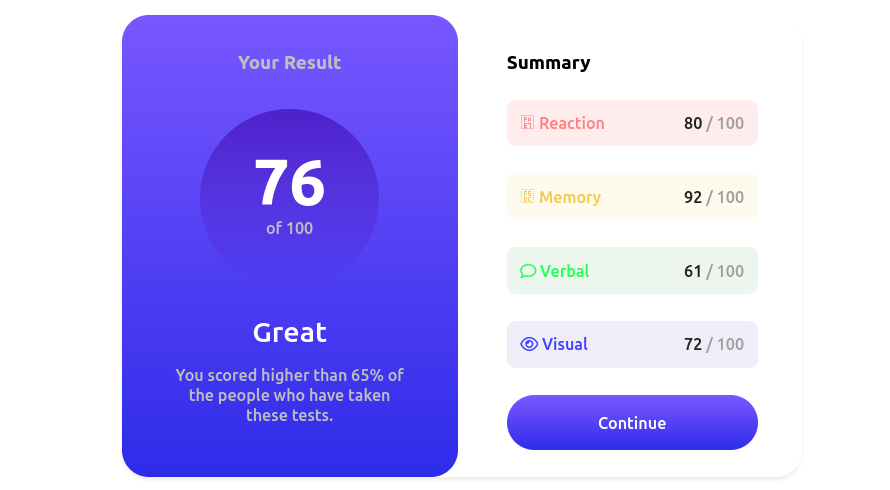 Your Result
76
of 100
Great
You scored higher than 65% of
the people who have taken
these tests.
Summary
Reaction 80 / 100
Memory 92 / 100
Verbal 61 / 100
Visual 72 / 100
Continue